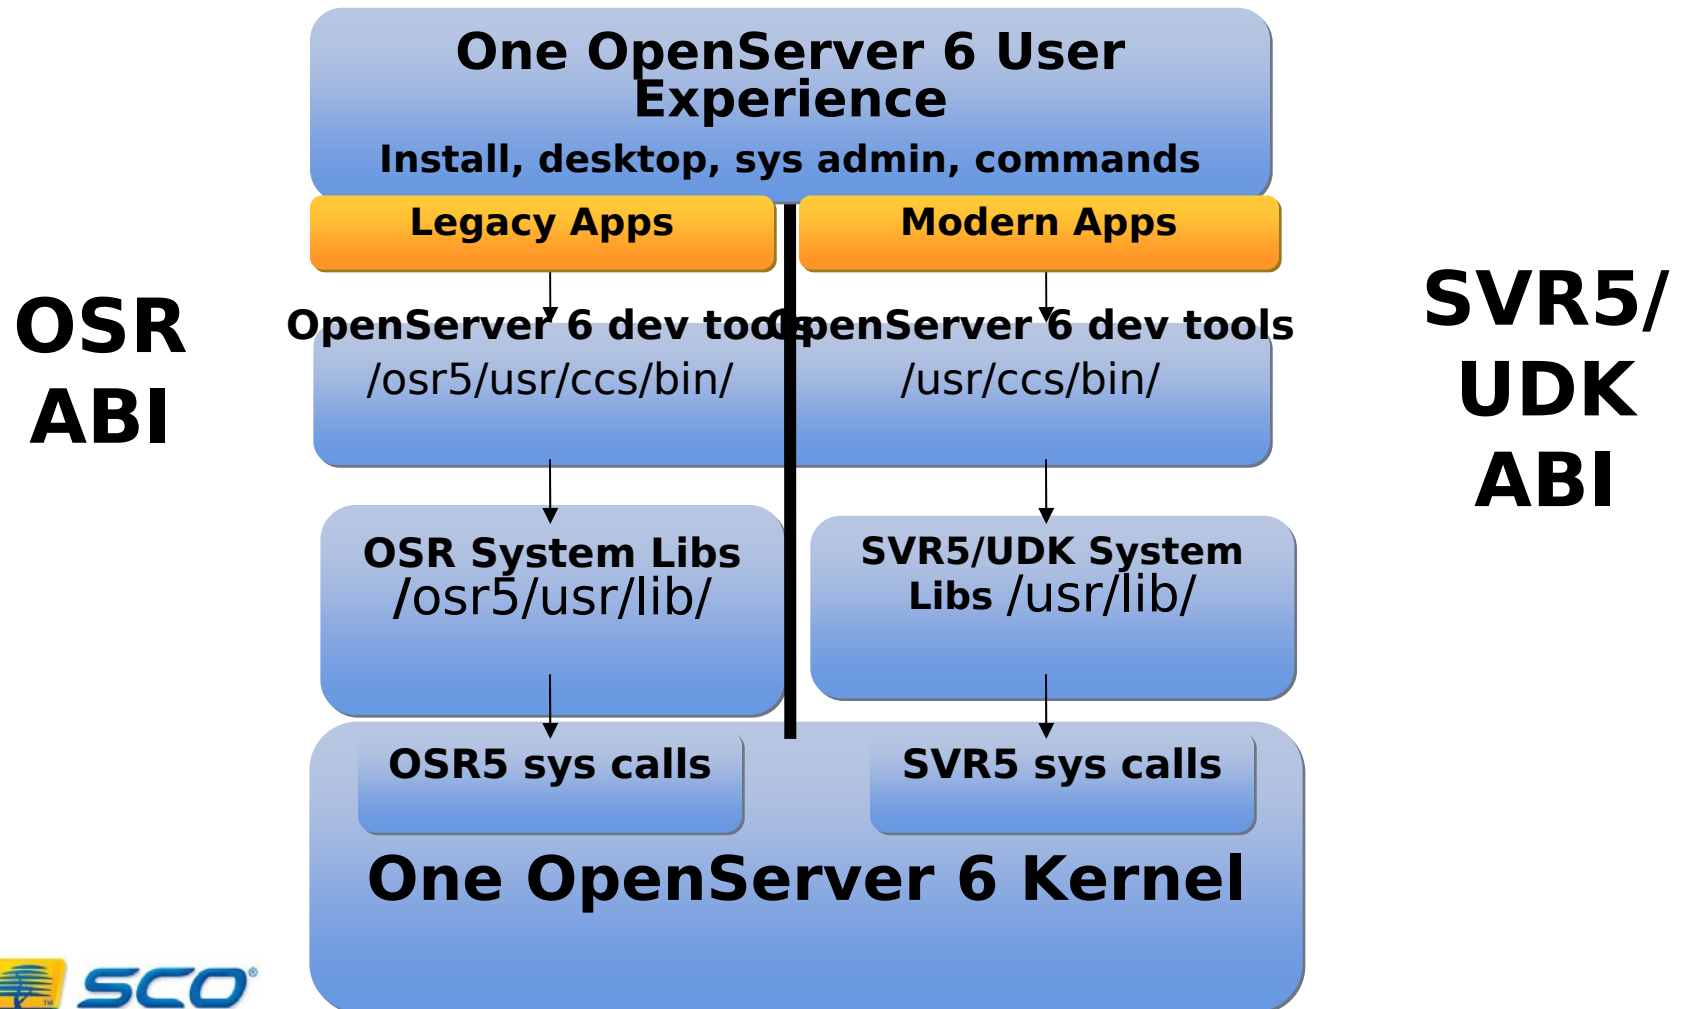 One OpenServer 6 User
Experience
Install, desktop, sys admin, commands
Legacy Apps
Modern Apps
OSR
ABI
SVR5/
UDK
ABI
OpenServer 6 dev tools
/osr5/usr/ccs/bin/
OpenServer 6 dev tools
/usr/ccs/bin/
OSR System Libs
/osr5/usr/lib/
SVR5/UDK System
Libs /usr/lib/
OSR5 sys calls
SVR5 sys calls
One OpenServer 6 Kernel
TM
SCO®